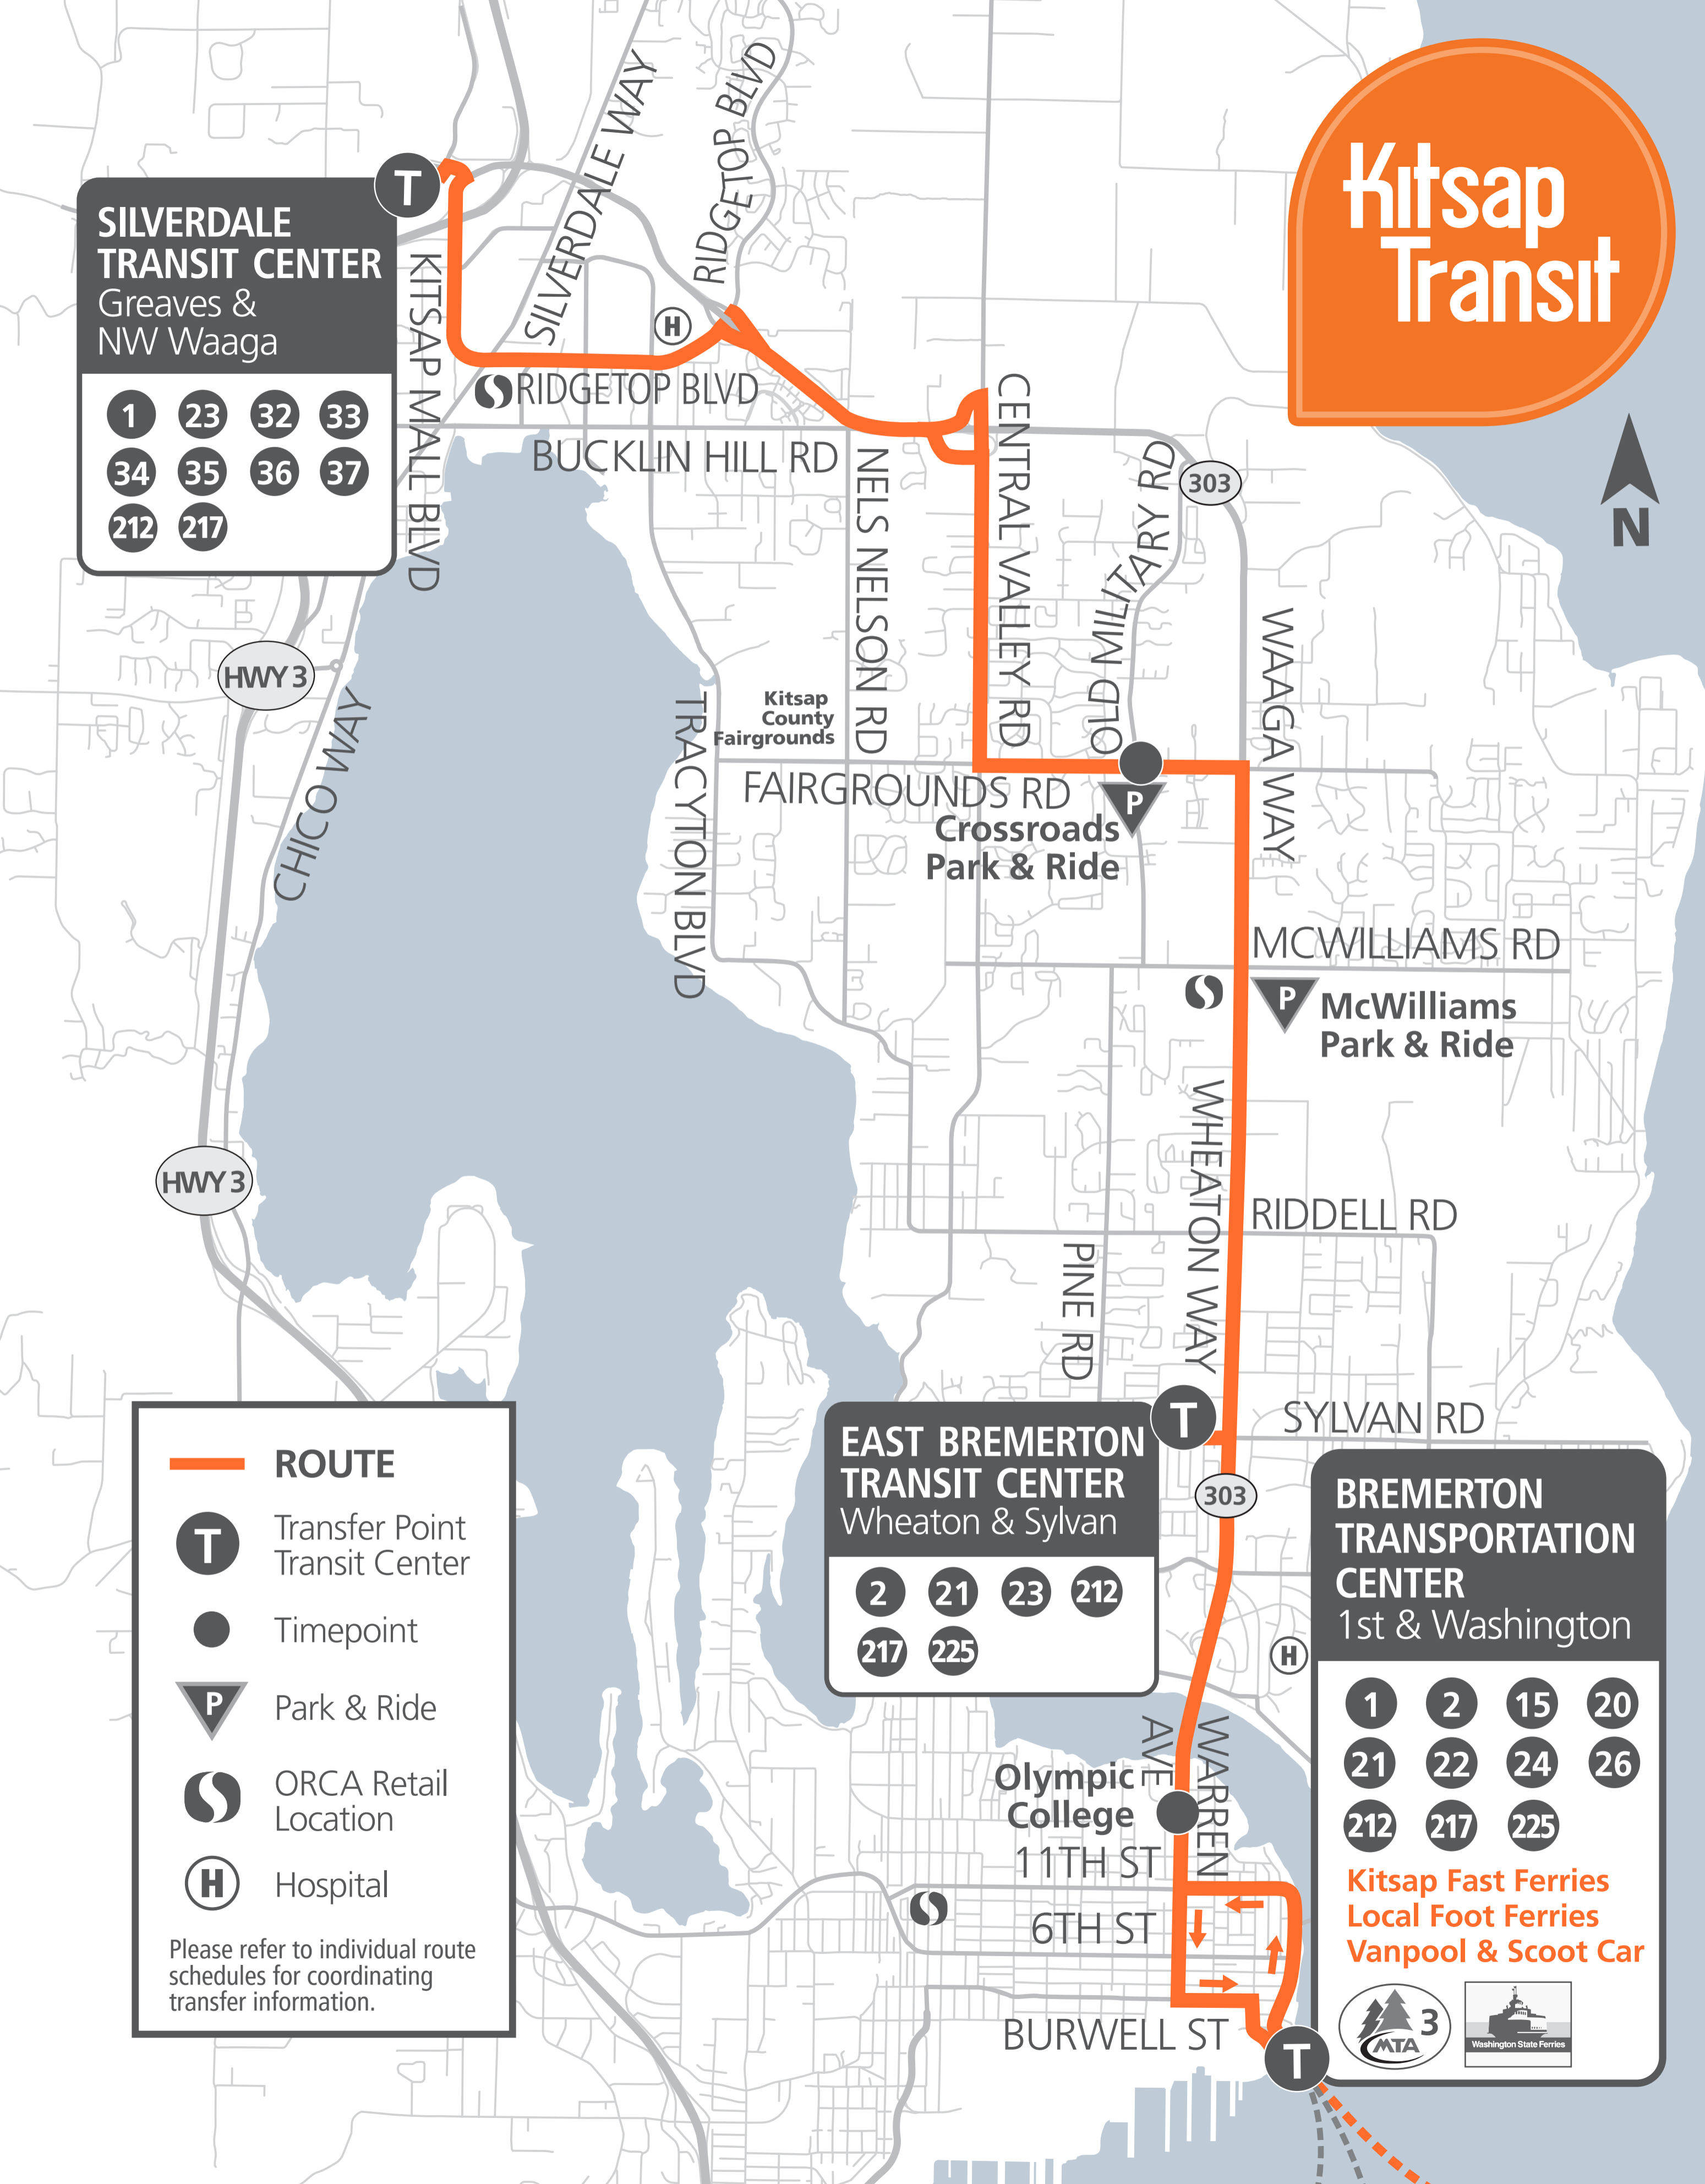 Kitsap
Transit
N
SILVERDALE WAY
RIDGETOP BLVD
T
SILVERDALE
TRANSIT CENTER
Greaves &
NW Waaga
1 23 32 33
34 35 36 37
212 217
KITSAP MALL BLVD
H
RIDGETOP BLVD
BUCKLIN HILL RD
NELS NELSON RD
CENTRAL VALLEY RD
OLD MILITARY RD
303
WAAGA WAY
HWY 3
CHICO WAY
TRACYTON BLVD
Kitsap
County
Fairgrounds
FAIRGROUNDS RD
P
Crossroads
Park & Ride
MCWILLIAMS RD
P
McWilliams
Park & Ride
WHEATON WAY
HWY 3
RIDDELL RD
PINE RD
T
SYLVAN RD
EAST BREMERTON
TRANSIT CENTER
Wheaton & Sylvan
2 21 23 212
217 225
303
H
BREMERTON
TRANSPORTATION
CENTER
1st & Washington
1 2 15 20
21 22 24 26
212 217 225
Kitsap Fast Ferries
Local Foot Ferries
Vanpool & Scoot Car
MTA 3
Washington State Ferries
WARREN
AVE
Olympic
College
11TH ST
6TH ST
BURWELL ST
T
ROUTE
T
Transfer Point
Transit Center
Timepoint
P
Park & Ride
ORCA Retail
Location
H
Hospital
Please refer to individual route
schedules for coordinating
transfer information.